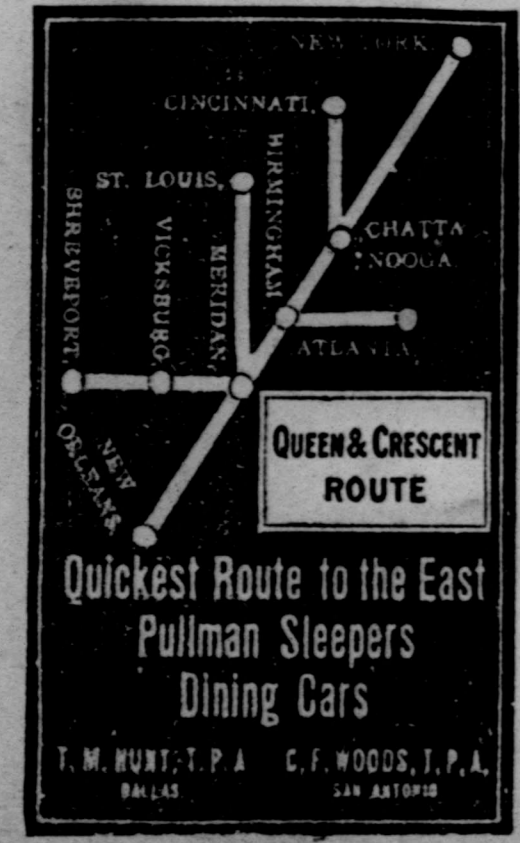 NEW YORK.
CINCINNATI,
ST. LOUIS,
SHREVEPORT,
VICKSBURG,
MERIDAN,
BIRMINGHAM
CHATTA
NOOGA
ATLANTA,
NEW
ORLEANS,
QUEEN & CRESCENT
ROUTE
Quickest Route to the East
Pullman Sleepers
Dining Cars
T. M. HUNT, T. P. A
C. F. WOODS, T. P. A,
DALLAS
SAN ANTONIO